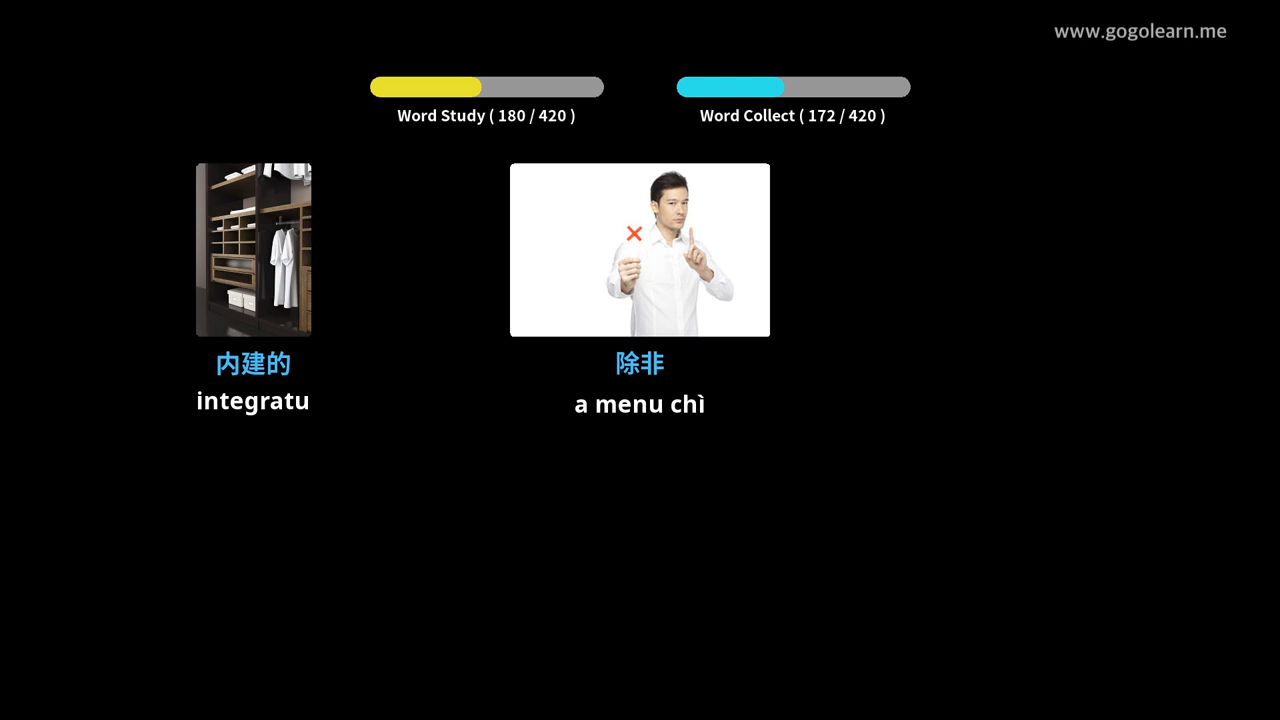 www.gogolearn.me
Word Study ( 180 / 420 )
Word Collect ( 172 / 420 )
内建的
integratu
除非
a menu chì